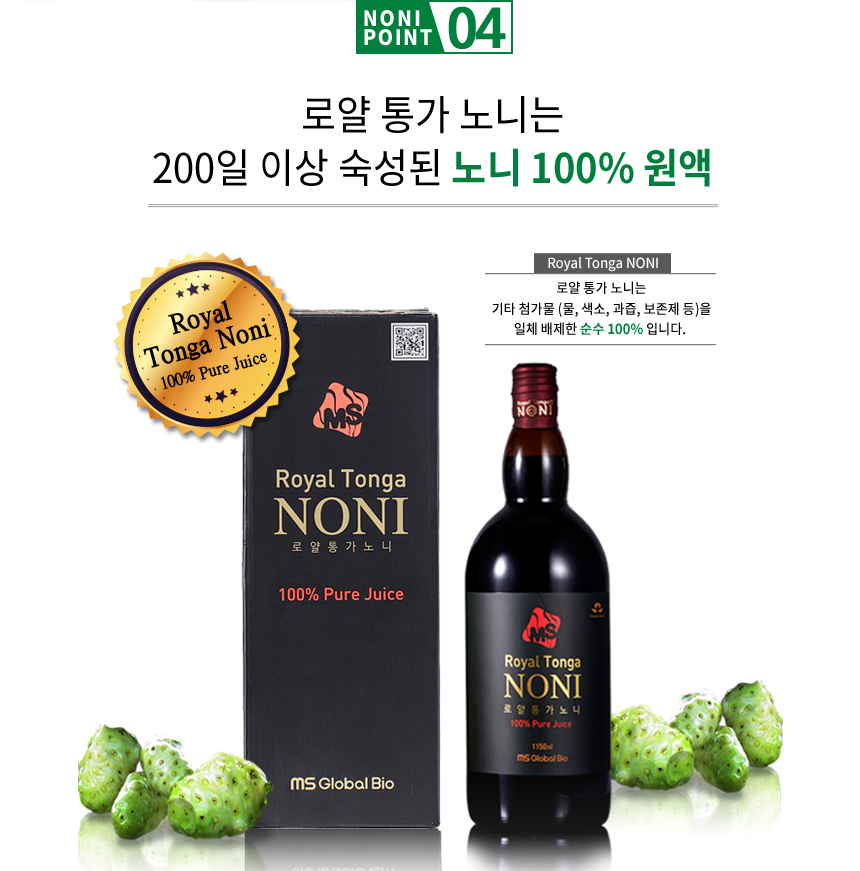 NONI
POINT 04
로얄 통가 노니는
200일 이상 숙성된 노니 100% 원액
Royal
Tonga Noni
100% Pure Juice
Royal Tonga NONI
로얄 통가 노니는
기타 첨가물 (물, 색소, 과즙, 보존제 등)을
일체 배제한 순수 100% 입니다.
MS
Royal Tonga
NONI
로얄통가노니
100% Pure Juice
MS Global Bio
Royal Tonga
NONI
MS
Royal Tonga
NONI
로얄통가노니
100% Pure Juice
1150ml
MS Global Bio